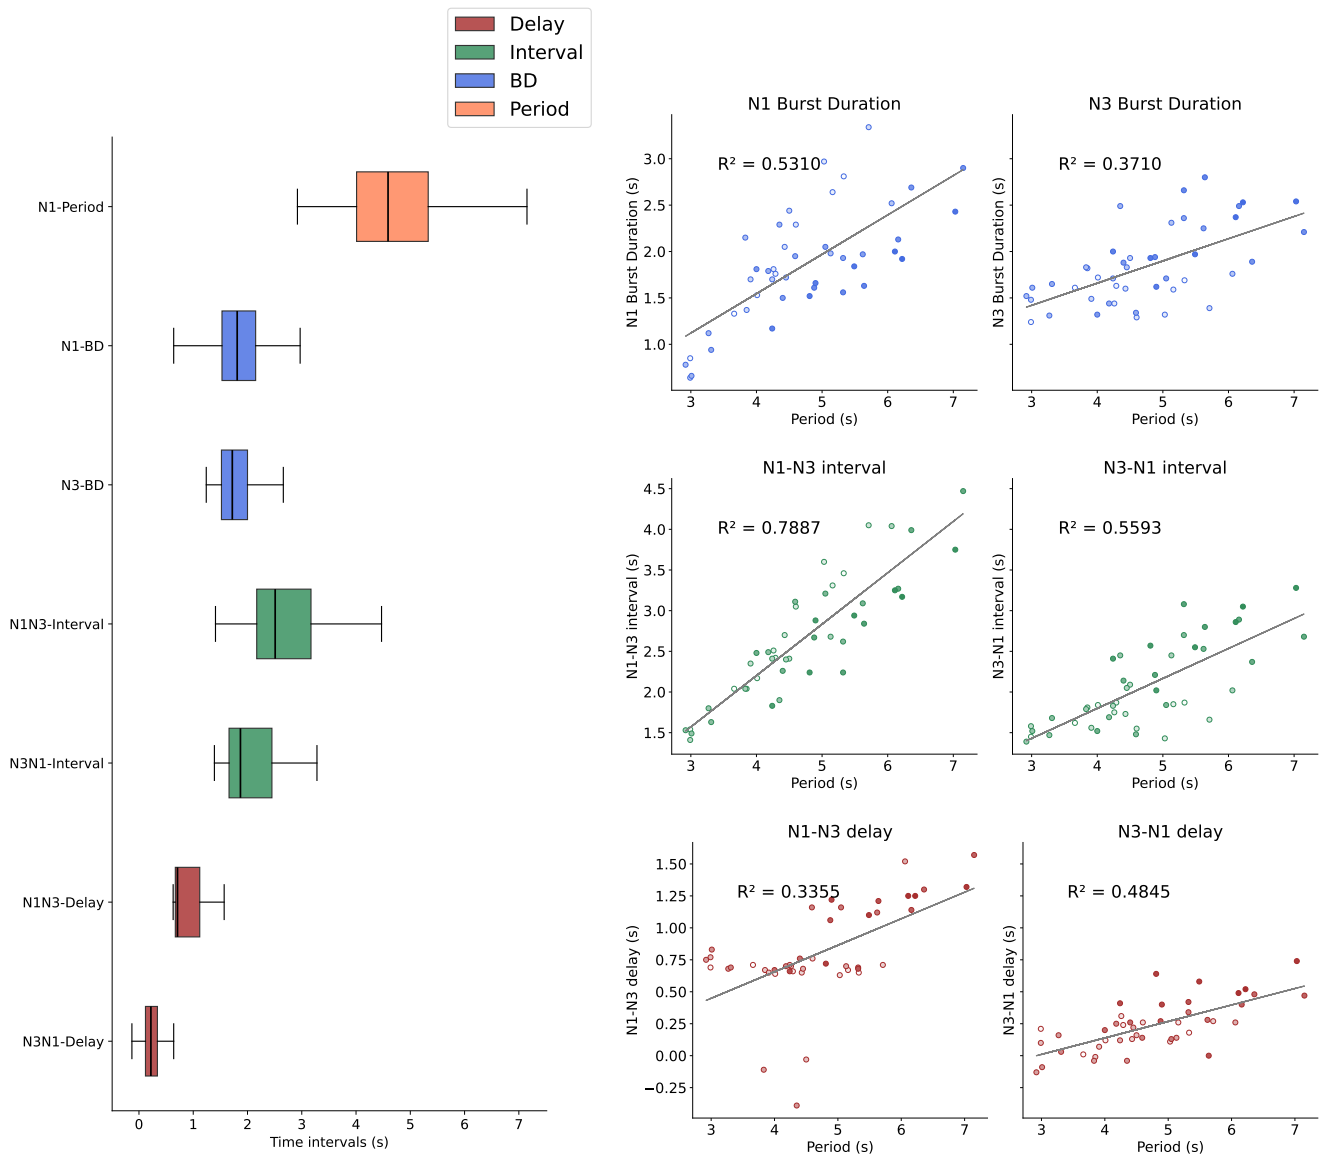 Delay
Interval
BD
Period
N1-Period
N1-BD
N3-BD
N1N3-Interval
N3N1-Interval
N1N3-Delay
N3N1-Delay
0 1 2 3 4 5 6 7
Time intervals (s)
N1 Burst Duration
R² = 0.5310
N1 Burst Duration (s)
3.0
2.5
2.0
1.5
1.0
3 4 5 6 7
Period (s)
N3 Burst Duration
R² = 0.3710
N3 Burst Duration (s)
3 4 5 6 7
Period (s)
N1-N3 interval
R² = 0.7887
N1-N3 interval (s)
4.5
4.0
3.5
3.0
2.5
2.0
1.5
3 4 5 6 7
Period (s)
N3-N1 interval
R² = 0.5593
N3-N1 interval (s)
3 4 5 6 7
Period (s)
N1-N3 delay
R² = 0.3355
N1-N3 delay (s)
1.50
1.25
1.00
0.75
0.50
0.25
0.00
−0.25
3 4 5 6 7
Period (s)
N3-N1 delay
R² = 0.4845
N3-N1 delay (s)
3 4 5 6 7
Period (s)